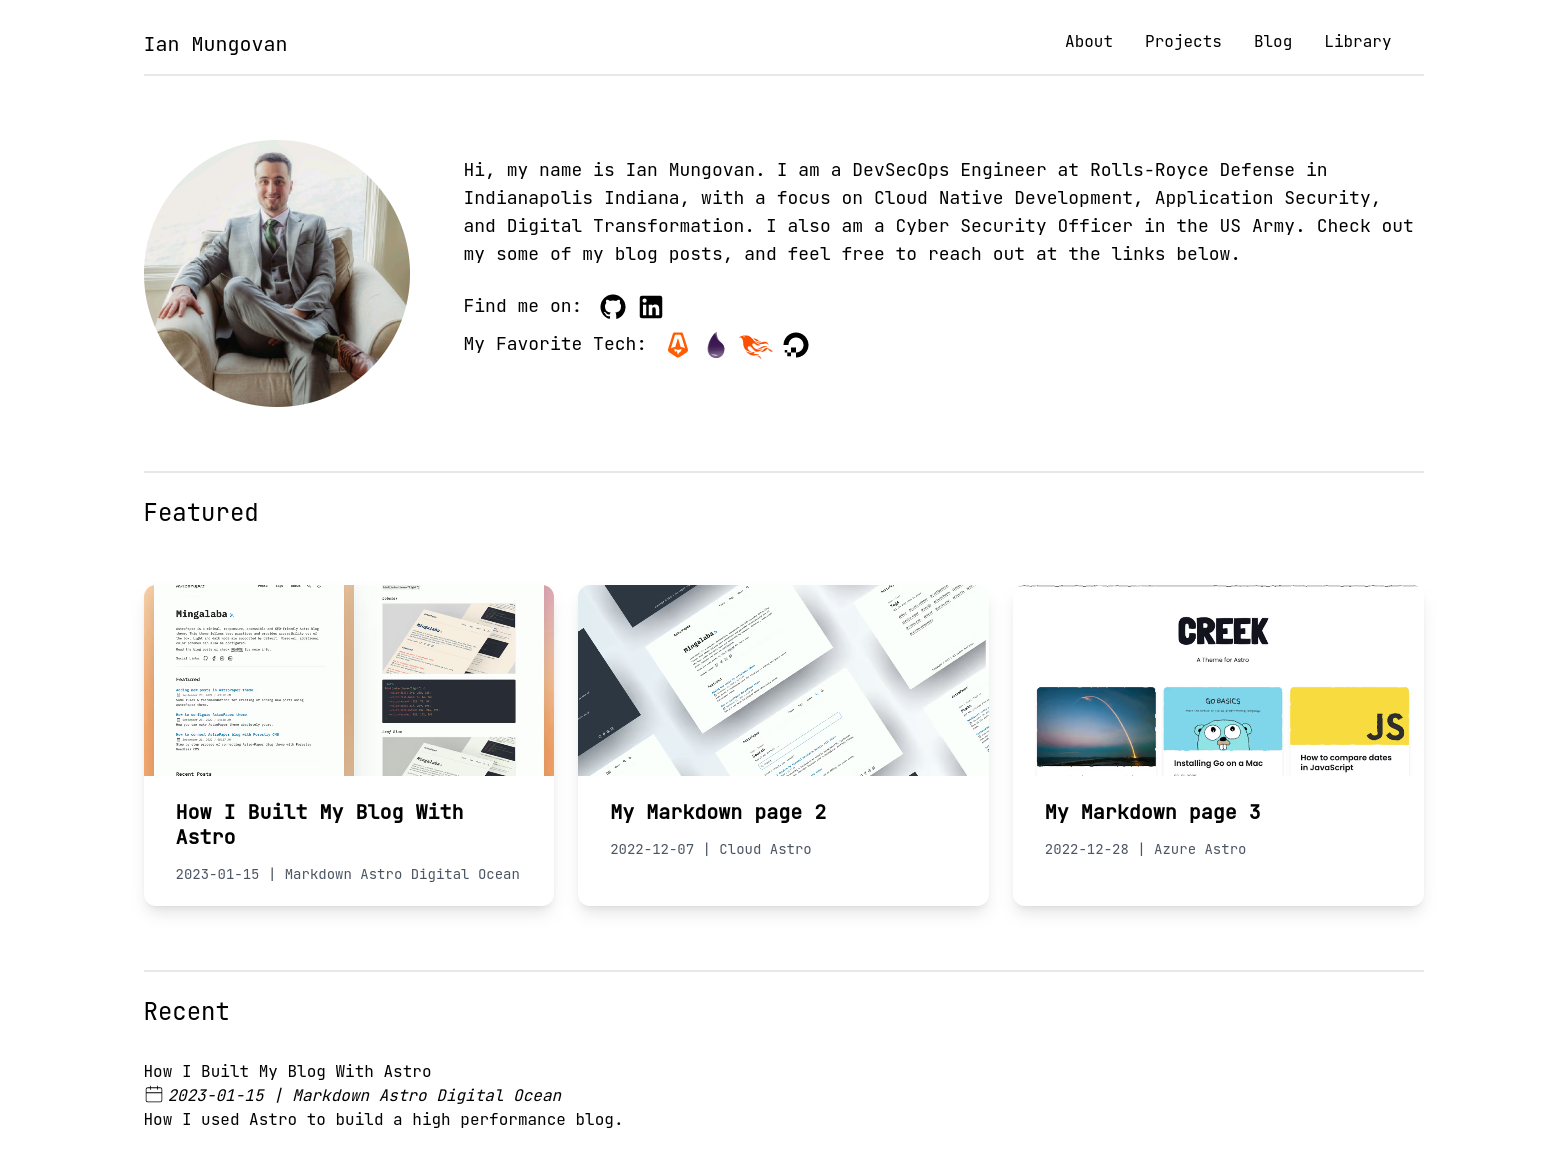 Ian Mungovan
About Projects Blog Library
Hi, my name is Ian Mungovan. I am a DevSecOps Engineer at Rolls-Royce Defense in
Indianapolis Indiana, with a focus on Cloud Native Development, Application Security,
and Digital Transformation. I also am a Cyber Security Officer in the US Army. Check out
my some of my blog posts, and feel free to reach out at the links below.
Find me on:
My Favorite Tech:
Featured
Mingalaba
Featured
Recent Posts
Mingalaba
CREEK
A Theme for Astro
GO BASICS
Installing Go on a Mac
JS
How to compare dates
in JavaScript
How I Built My Blog With
Astro
2023-01-15 | Markdown Astro Digital Ocean
My Markdown page 2
2022-12-07 | Cloud Astro
My Markdown page 3
2022-12-28 | Azure Astro
Recent
How I Built My Blog With Astro
2023-01-15 | Markdown Astro Digital Ocean
How I used Astro to build a high performance blog.